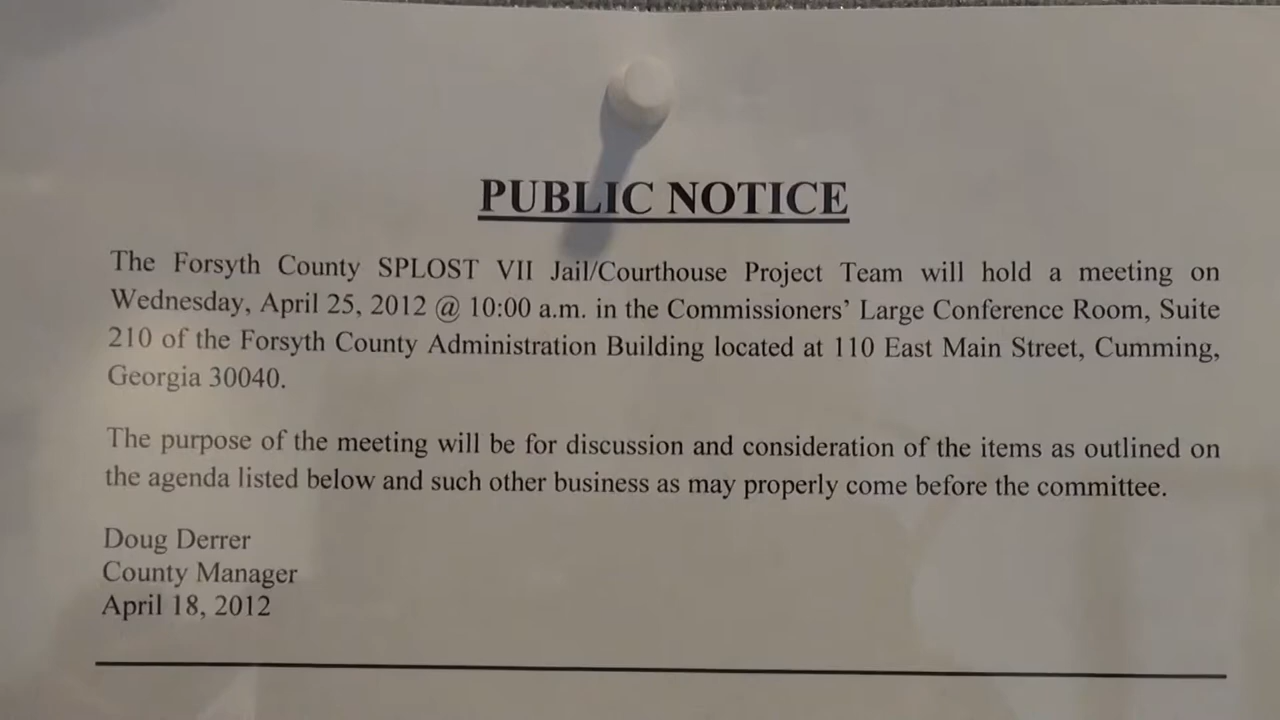 PUBLIC NOTICE
The Forsyth County SPLOST VII Jail/Courthouse Project Team will hold a meeting on
Wednesday, April 25, 2012 @ 10:00 a.m. in the Commissioners’ Large Conference Room, Suite
210 of the Forsyth County Administration Building located at 110 East Main Street, Cumming,
Georgia 30040.
The purpose of the meeting will be for discussion and consideration of the items as outlined on
the agenda listed below and such other business as may properly come before the committee.
Doug Derrer
County Manager
April 18, 2012